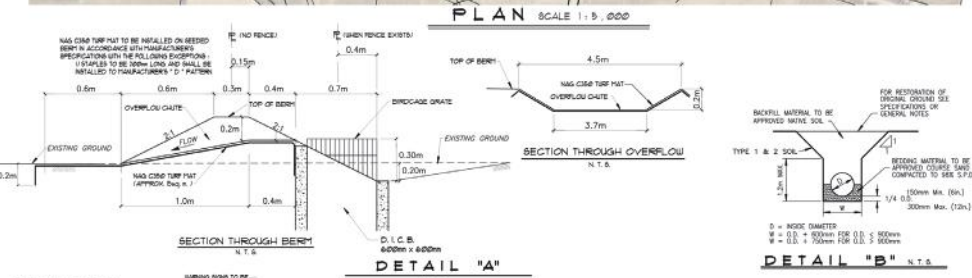 PLAN SCALE 1:5,000
NAG C350 TURF MAT TO BE INSTALLED ON SEEDED
BERM IN ACCORDANCE WITH MANUFACTURER'S
SPECIFICATIONS WITH THE FOLLOWING EXCEPTIONS :
1) STAPLES TO BE 200mm LONG AND SHALL BE
INSTALLED TO MANUFACTURER'S " D " PATTERN
(NO FENCE)
(WHEN FENCE EXISTS)
0.4m
0.15m
0.6m
0.6m
0.3m
0.4m
0.7m
OVERFLOW CHUTE
TOP OF BERM
BIRDCAGE GRATE
2:1
0.2m
2:1
FLOW
EXISTING GROUND
EXISTING GROUND
0.30m
0.20m
0.2m
NAG C350 TURF MAT
(APPROX. 8sq. m.)
1.0m
0.4m
SECTION THROUGH BERM
N.T.S.
D.I.C.B.
600mm x 600mm
DETAIL "A"
TOP OF BERM
4.5m
NAG C350 TURF MAT
OVERFLOW CHUTE
0.2m
3.7m
SECTION THROUGH OVERFLOW
N.T.S.
FOR RESTORATION OF
ORIGINAL GROUND SEE
SPECIFICATIONS OR
GENERAL NOTES
BACKFILL MATERIAL TO BE
APPROVED NATIVE SOIL
TYPE 1 & 2 SOIL
1
1
BEDDING MATERIAL TO BE
APPROVED COURSE SAND
COMPACTED TO 98% S.P.D
1.2m MAX.
D
150mm Min. (6in.)
1/4 O.D.
300mm Max. (12in.)
W
D = INSIDE DIAMETER
W = O.D. + 600mm FOR O.D. < 900mm
W = O.D. + 750mm FOR O.D. > 900mm
DETAIL "B" N.T.S.
WARNING SIGNS TO BE